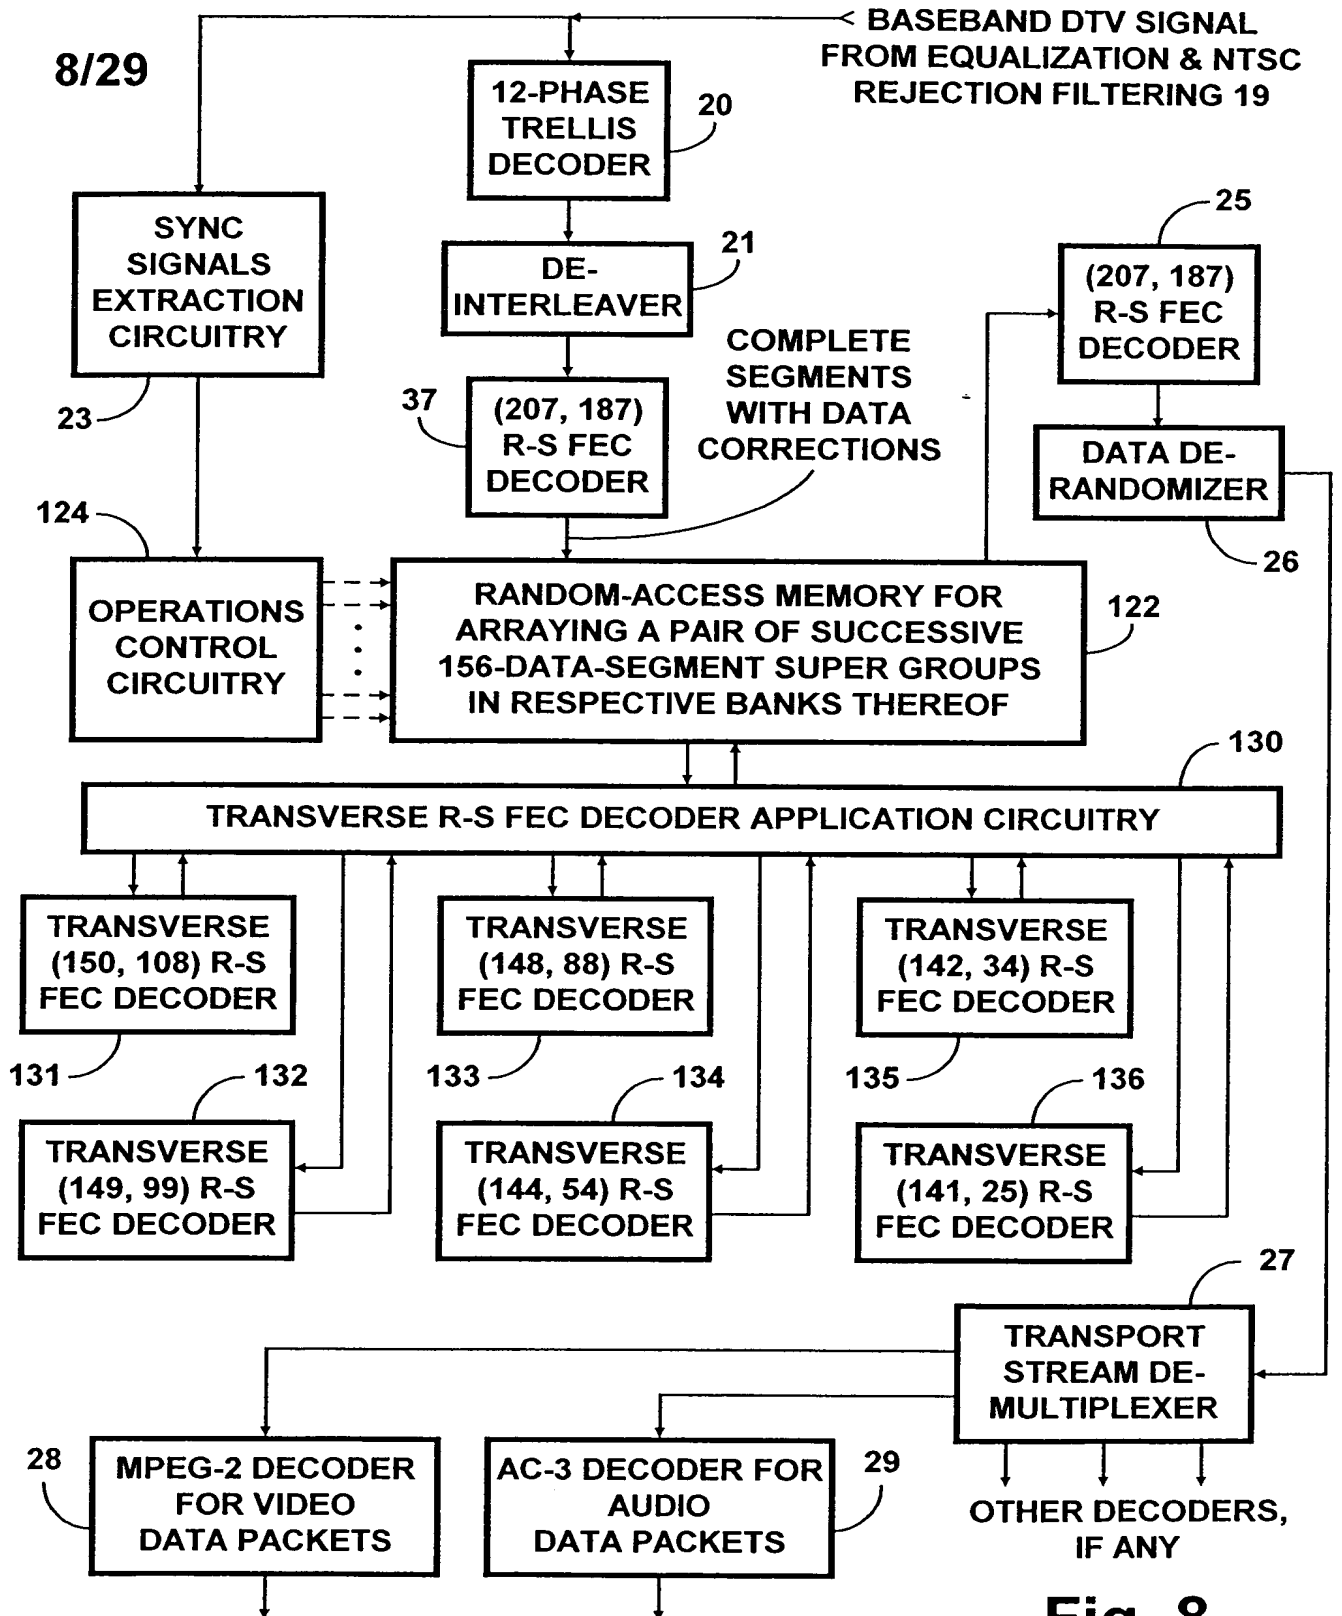 8/29
BASEBAND DTV SIGNAL
FROM EQUALIZATION & NTSC
REJECTION FILTERING 19
12-PHASE
TRELLIS
DECODER
20
SYNC
SIGNALS
EXTRACTION
CIRCUITRY
23
DE-
INTERLEAVER
21
25
(207, 187)
R-S FEC
DECODER
COMPLETE
SEGMENTS
WITH DATA
CORRECTIONS
37
(207, 187)
R-S FEC
DECODER
DATA DE-
RANDOMIZER
26
124
OPERATIONS
CONTROL
CIRCUITRY
RANDOM-ACCESS MEMORY FOR
ARRAYING A PAIR OF SUCCESSIVE
156-DATA-SEGMENT SUPER GROUPS
IN RESPECTIVE BANKS THEREOF
122
130
TRANSVERSE R-S FEC DECODER APPLICATION CIRCUITRY
TRANSVERSE
(150, 108) R-S
FEC DECODER
131
TRANSVERSE
(148, 88) R-S
FEC DECODER
133
TRANSVERSE
(142, 34) R-S
FEC DECODER
135
132
TRANSVERSE
(149, 99) R-S
FEC DECODER
134
TRANSVERSE
(144, 54) R-S
FEC DECODER
136
TRANSVERSE
(141, 25) R-S
FEC DECODER
27
TRANSPORT
STREAM DE-
MULTIPLEXER
28
MPEG-2 DECODER
FOR VIDEO
DATA PACKETS
AC-3 DECODER FOR
AUDIO
DATA PACKETS
29
OTHER DECODERS,
IF ANY
Fig. 8